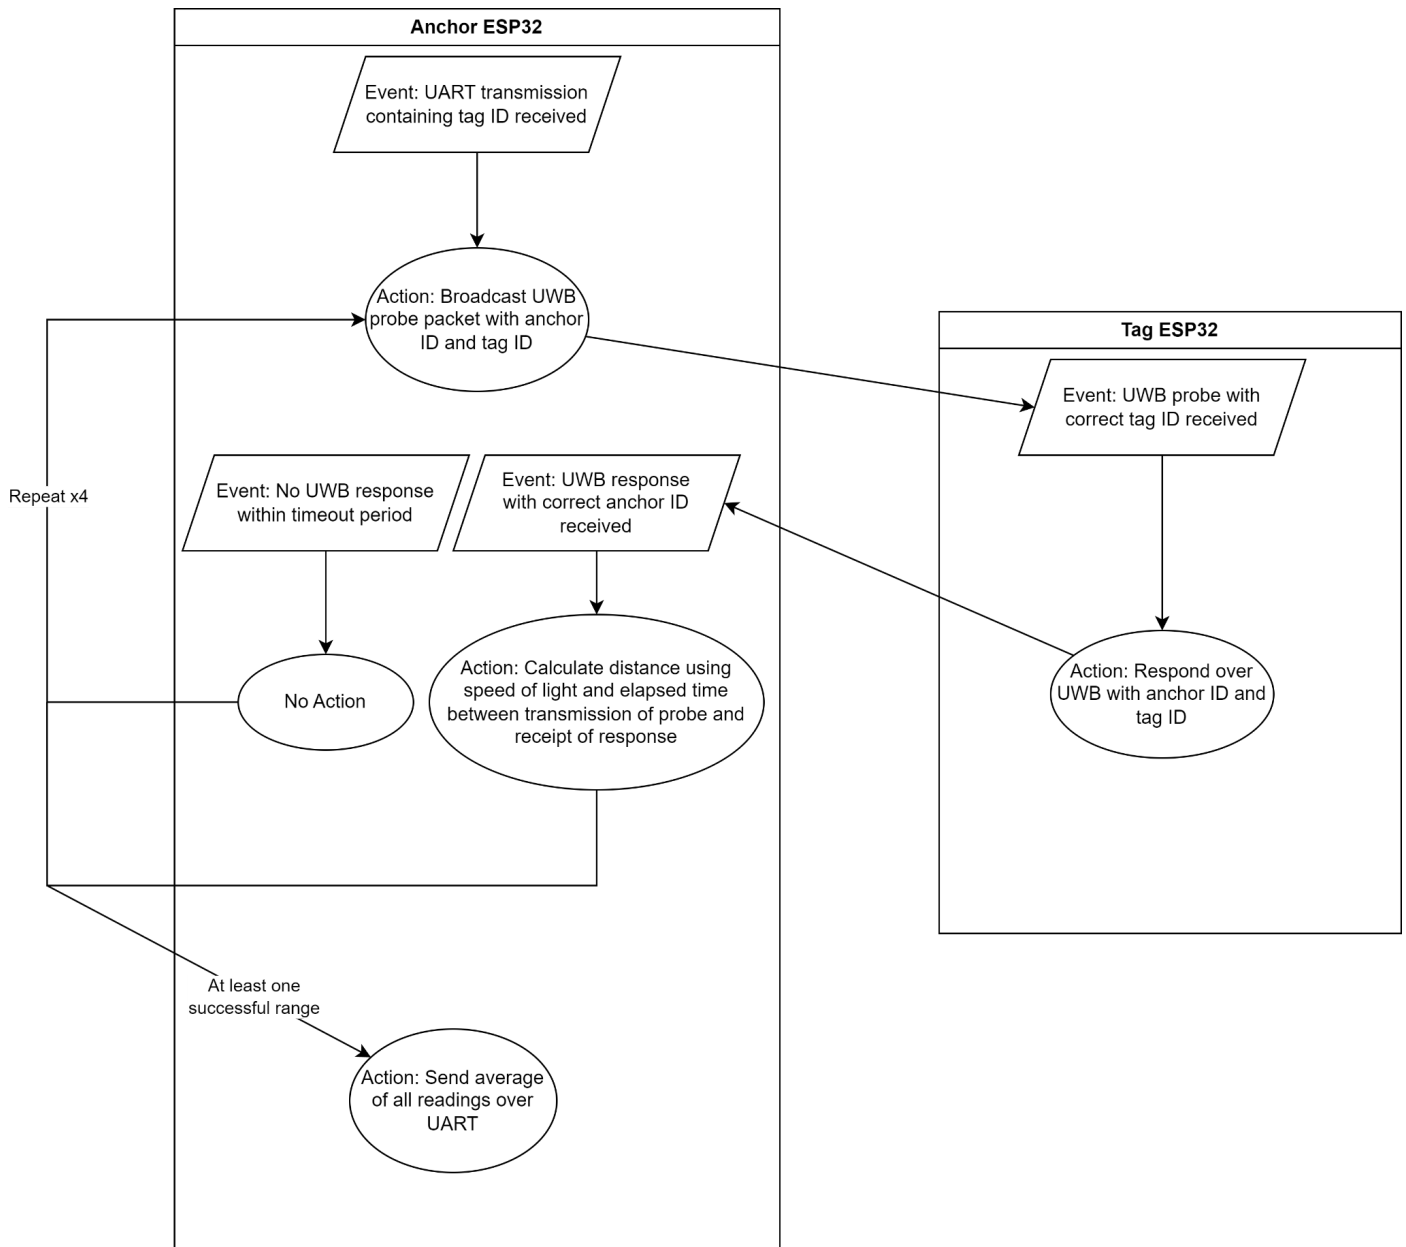 Anchor ESP32
Event: UART transmission
containing tag ID received
Action: Broadcast UWB
probe packet with anchor
ID and tag ID
Tag ESP32
Event: UWB probe with
correct tag ID received
Repeat x4
Event: No UWB response
within timeout period
Event: UWB response
with correct anchor ID
received
No Action
Action: Calculate distance using
speed of light and elapsed time
between transmission of probe and
receipt of response
Action: Respond over
UWB with anchor ID and
tag ID
At least one
successful range
Action: Send average
of all readings over
UART